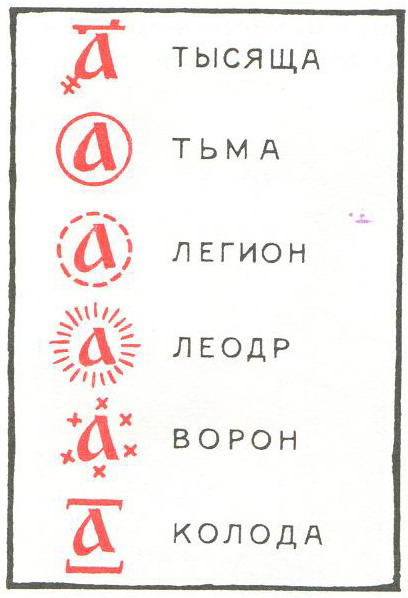 а ТЫСЯЩА
а ТЬМА
а ЛЕГИОН
а ЛЕОДР
а ВОРОН
а КОЛОДА